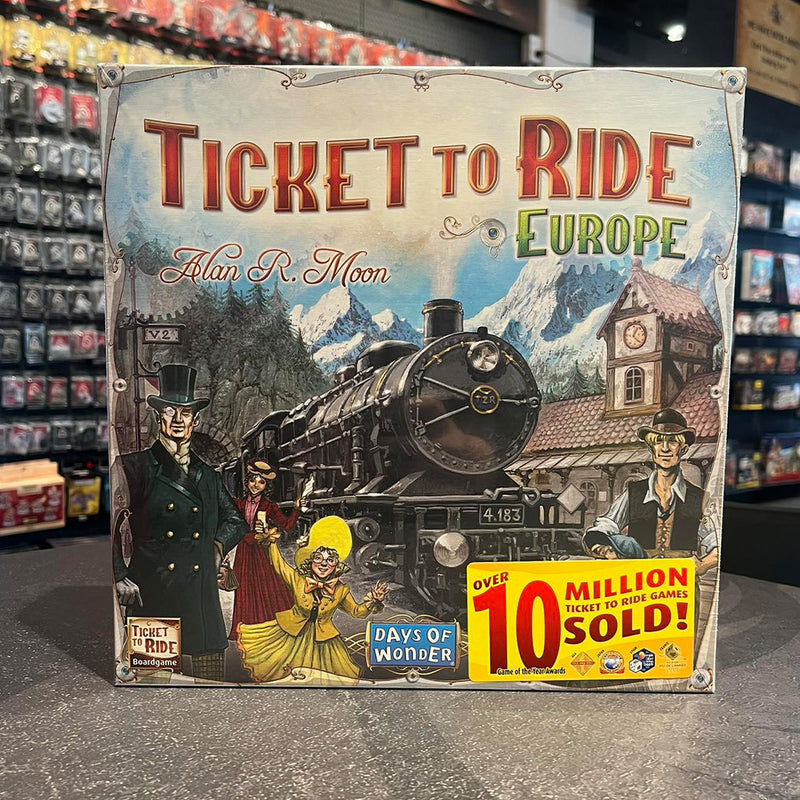 TICKET TO RIDE®
EUROPE
Alan R. Moon
V2
TZR
4.183
OVER
10 MILLION
TICKET TO RIDE GAMES
SOLD!
Game of the Year Awards
TICKET
TO RIDE
Boardgame
DAYS OF
WONDER